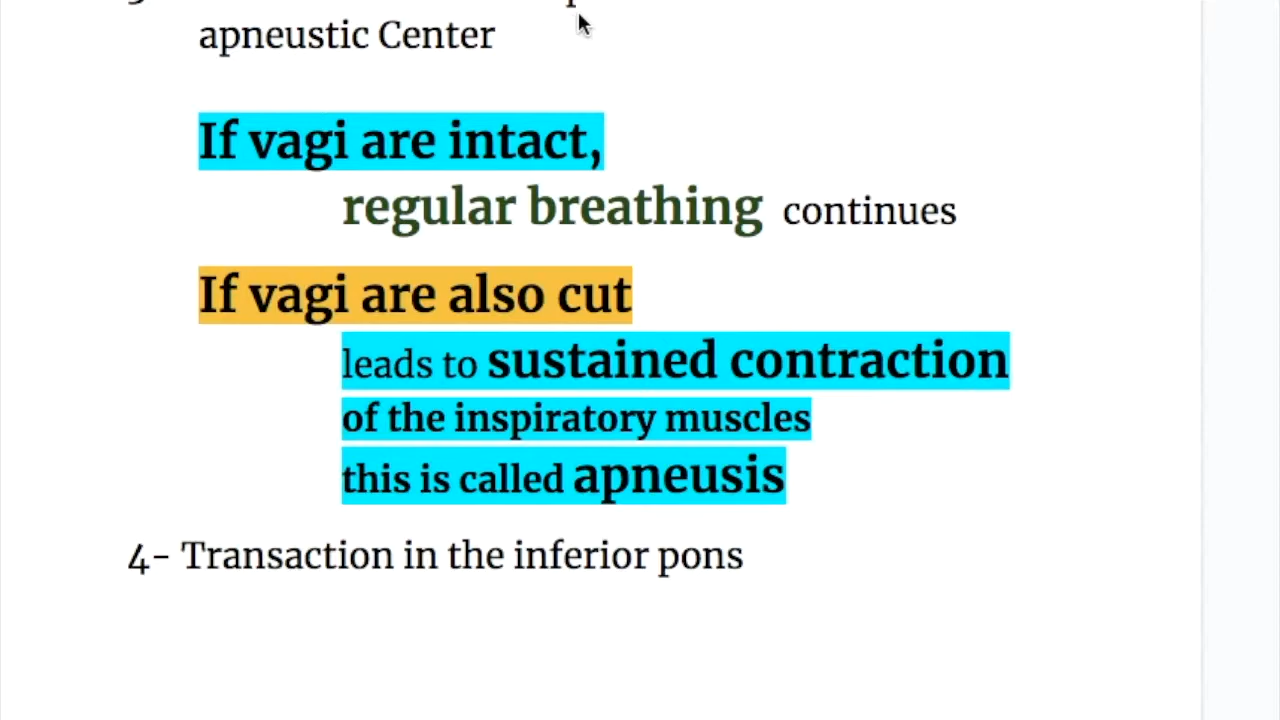 apneustic Center
If vagi are intact,
regular breathing continues
If vagi are also cut
leads to sustained contraction
of the inspiratory muscles
this is called apneusis
4- Transaction in the inferior pons